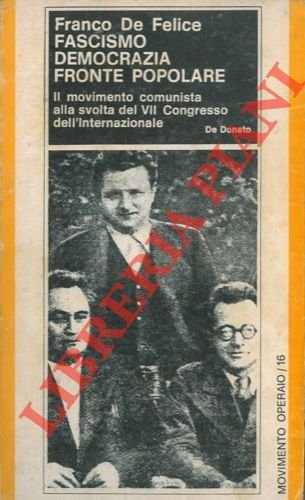 Franco De Felice
FASCISMO
DEMOCRAZIA
FRONTE POPOLARE
Il movimento comunista
alla svolta del VII Congresso
dell'Internazionale
De Donato
LIBRERIA PIANI
MOVIMENTO OPERAIO / 16